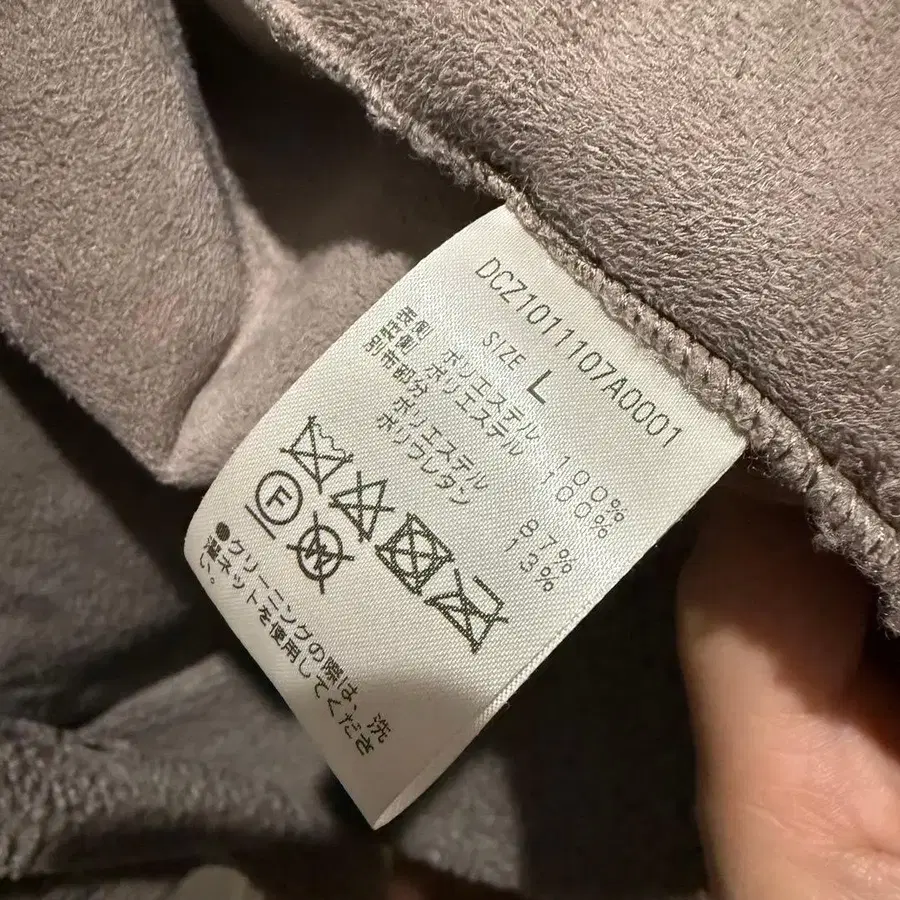 DCZ1011107A0001
SIZE L
表側 ポリエステル 100%
裏側 ポリエステル 100%
別布部分
ポリエステル 87%
ポリウレタン 13%
F
W
●クリーニングの際は、洗
濯ネットを使用してくださ
い。